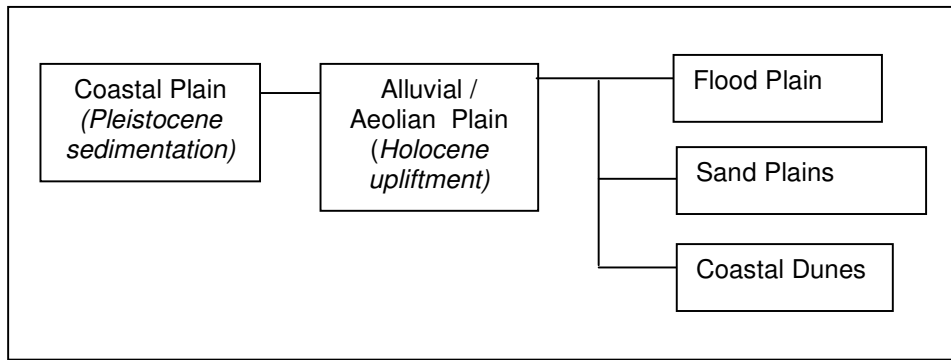 Coastal Plain
(Pleistocene
sedimentation)
Alluvial /
Aeolian Plain
(Holocene
upliftment)
Flood Plain
Sand Plains
Coastal Dunes